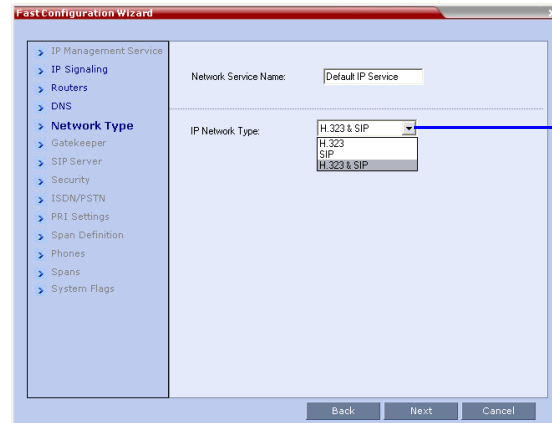 Fast Configuration Wizard
IP Management Service
IP Signaling
Routers
DNS
Network Type
Gatekeeper
SIP Server
Security
ISDN/PSTN
PRI Settings
Span Definition
Phones
Spans
System Flags
Network Service Name: Default IP Service
IP Network Type: H.323 & SIP
H.323
SIP
H.323 & SIP
Back Next Cancel